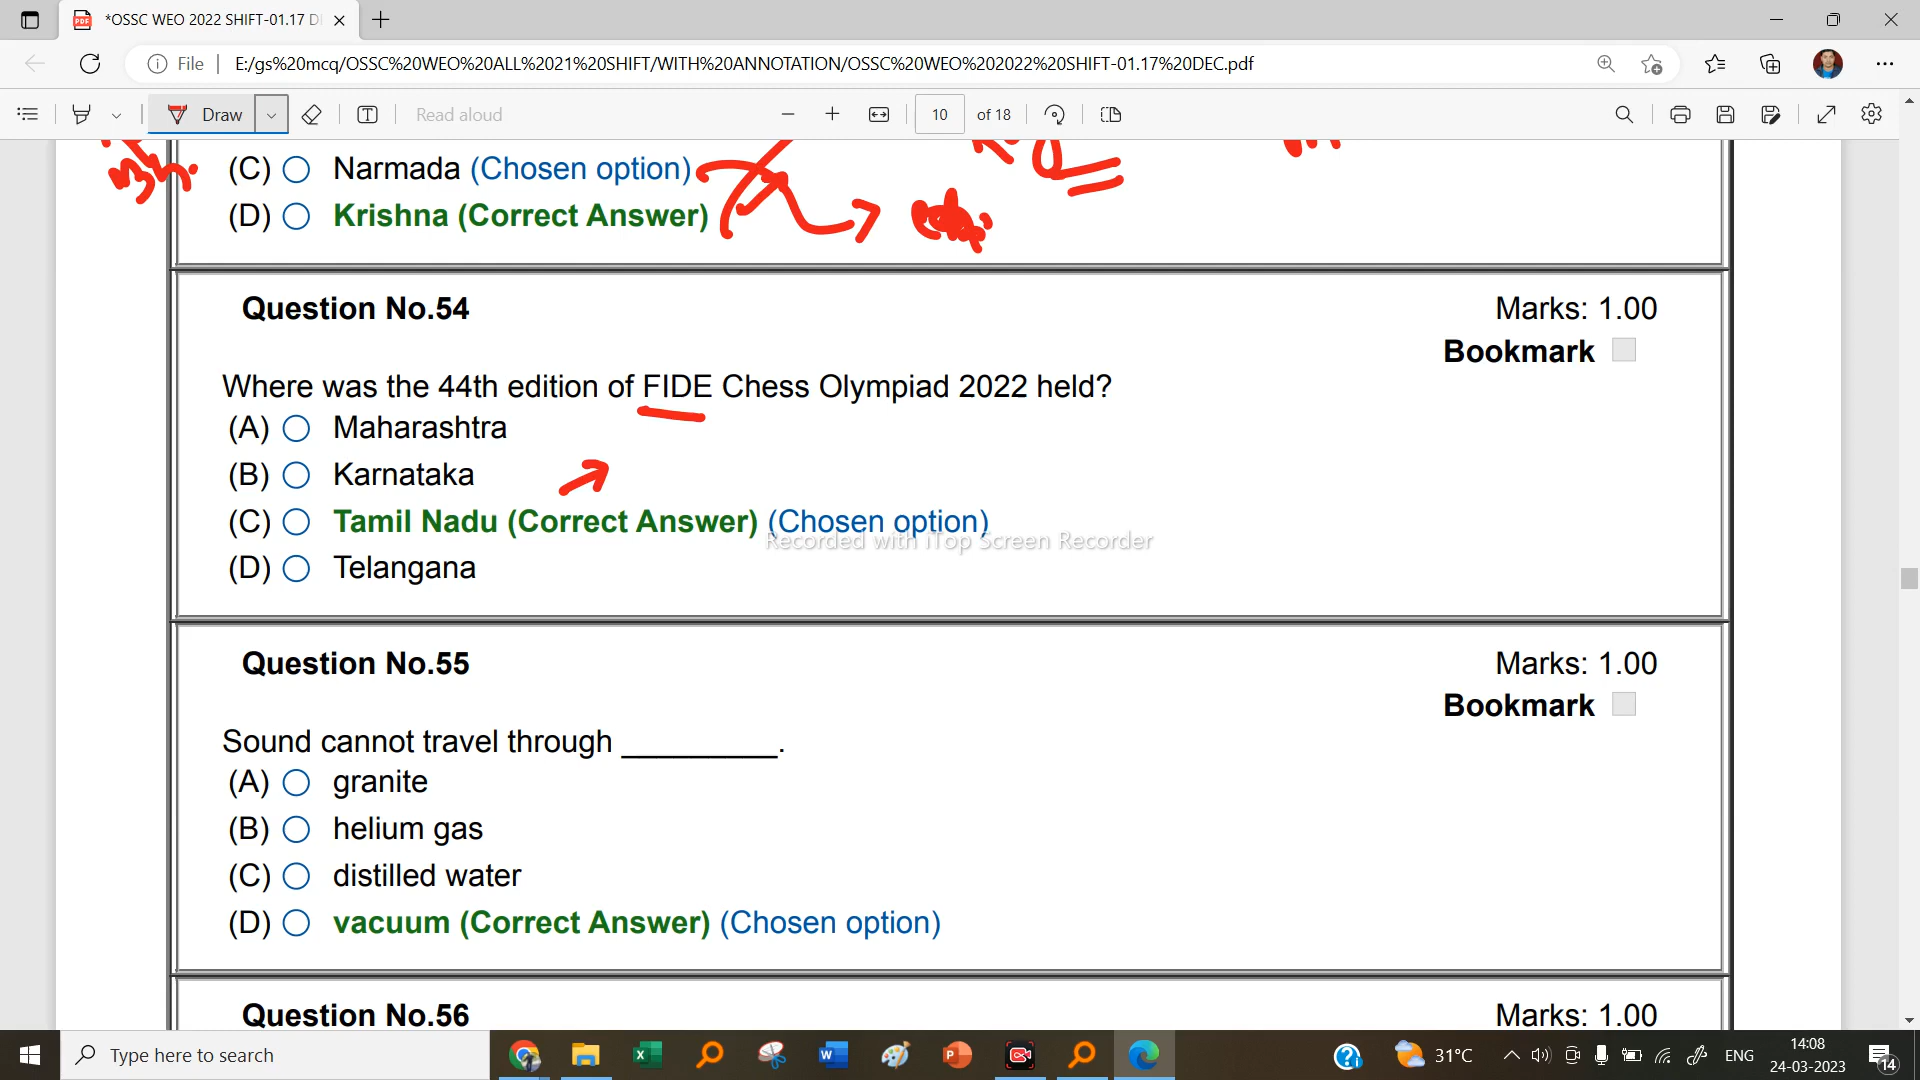 *OSSC WEO 2022 SHIFT-01.17 D
File
E:/gs%20mcq/OSSC%20WEO%20ALL%2021%20SHIFT/WITH%20ANNOTATION/OSSC%20WEO%202022%20SHIFT-01.17%20DEC.pdf
Draw
Read aloud
10 of 18
(C) Narmada (Chosen option)
(D) Krishna (Correct Answer)
Question No.54 Marks: 1.00
Bookmark
Where was the 44th edition of FIDE Chess Olympiad 2022 held?
(A) Maharashtra
(B) Karnataka
(C) Tamil Nadu (Correct Answer) (Chosen option)
Recorded with iTop Screen Recorder
(D) Telangana
Question No.55 Marks: 1.00
Bookmark
Sound cannot travel through _________.
(A) granite
(B) helium gas
(C) distilled water
(D) vacuum (Correct Answer) (Chosen option)
Question No.56 Marks: 1.00
Type here to search
31°C
ENG
14:08
24-03-2023
14